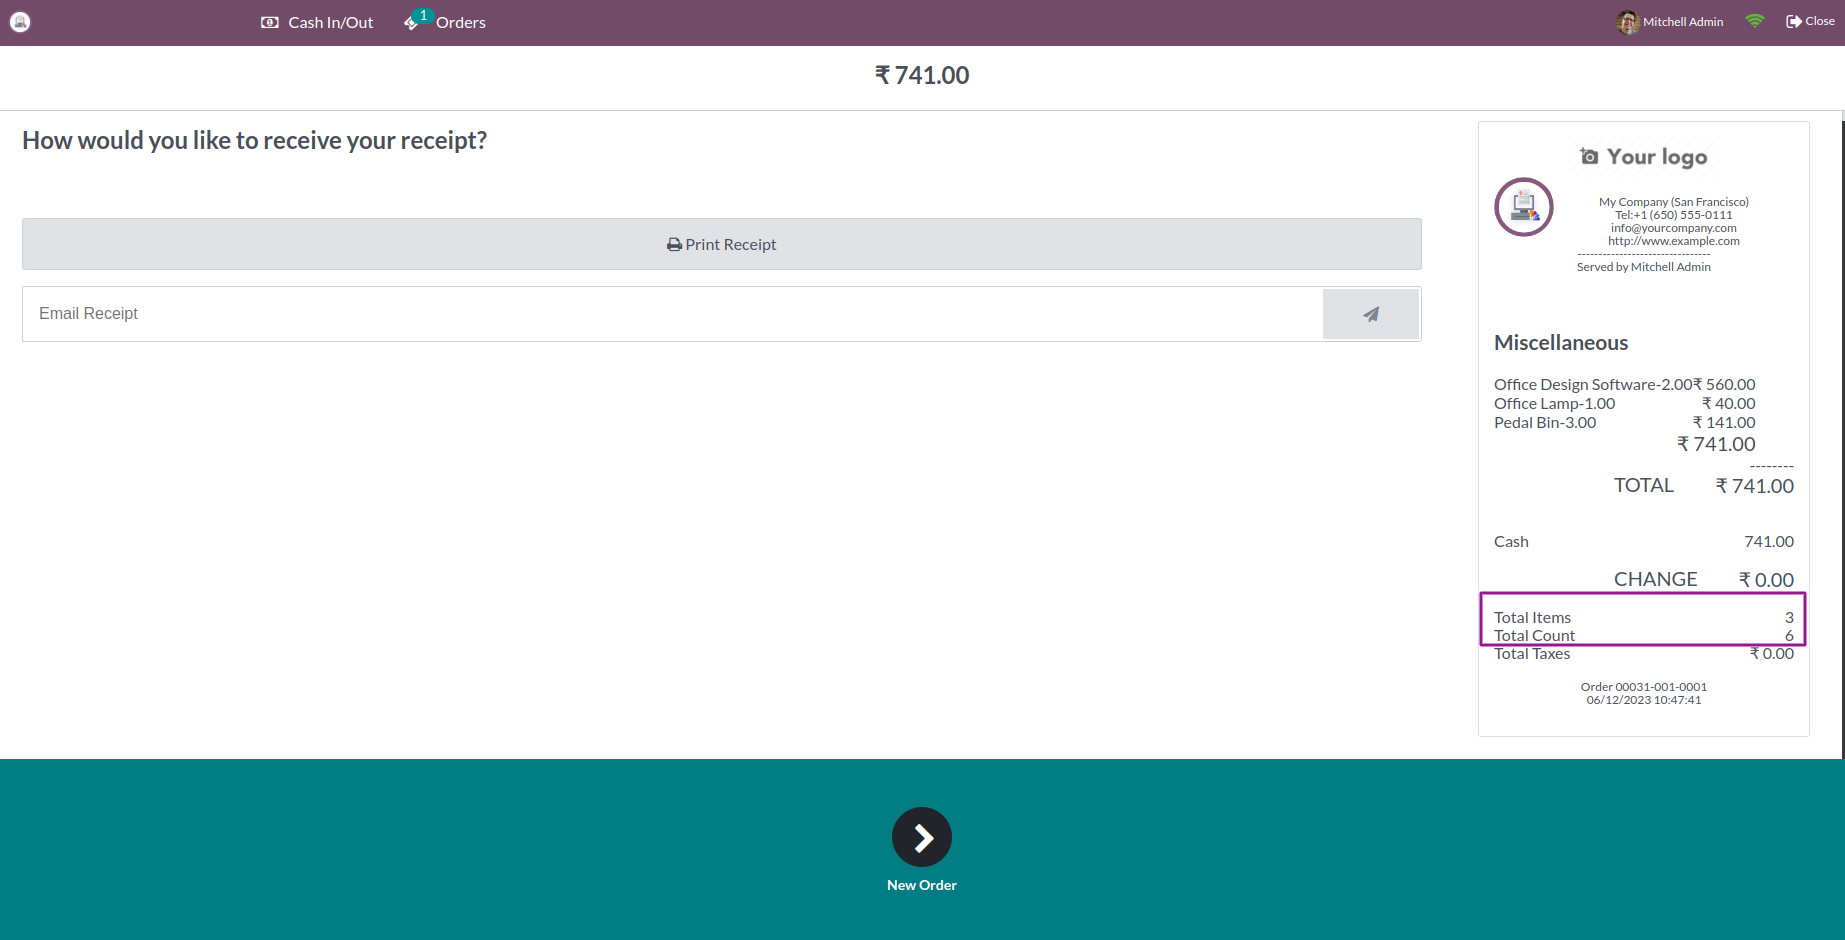 Cash In/Out 1 Orders Mitchell Admin Close
₹ 741.00
How would you like to receive your receipt?
Print Receipt
Email Receipt
Your logo
My Company (San Francisco)
Tel:+1 (650) 555-0111
info@yourcompany.com
http://www.example.com
--------------------------------
Served by Mitchell Admin
Miscellaneous
Office Design Software-2.00₹ 560.00
Office Lamp-1.00 ₹ 40.00
Pedal Bin-3.00 ₹ 141.00
₹ 741.00
--------
TOTAL ₹ 741.00
Cash 741.00
CHANGE ₹ 0.00
Total Items 3
Total Count 6
Total Taxes ₹ 0.00
Order 00031-001-0001
06/12/2023 10:47:41
New Order